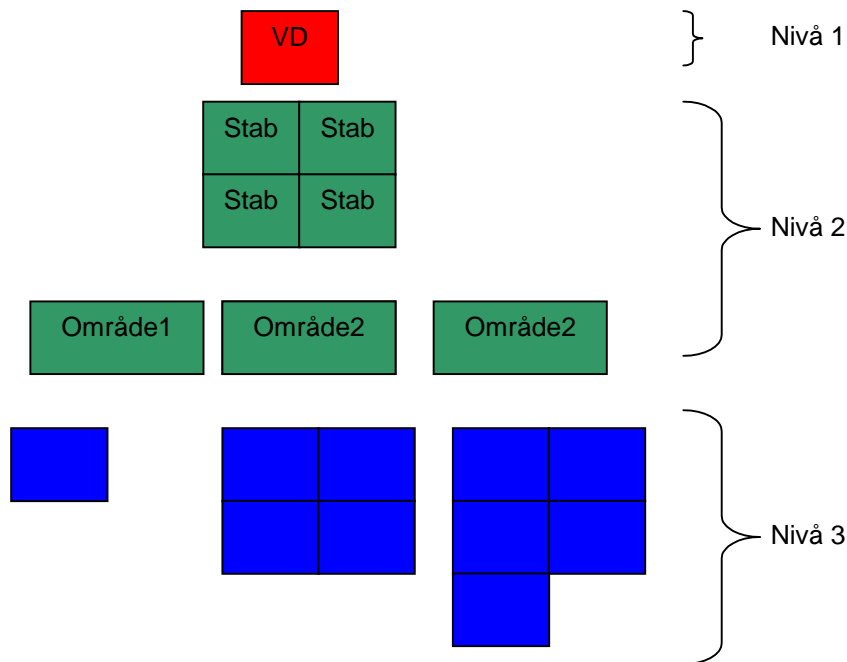 VD
Nivå 1
Stab Stab
Stab Stab
Nivå 2
Område1 Område2 Område2
Nivå 3